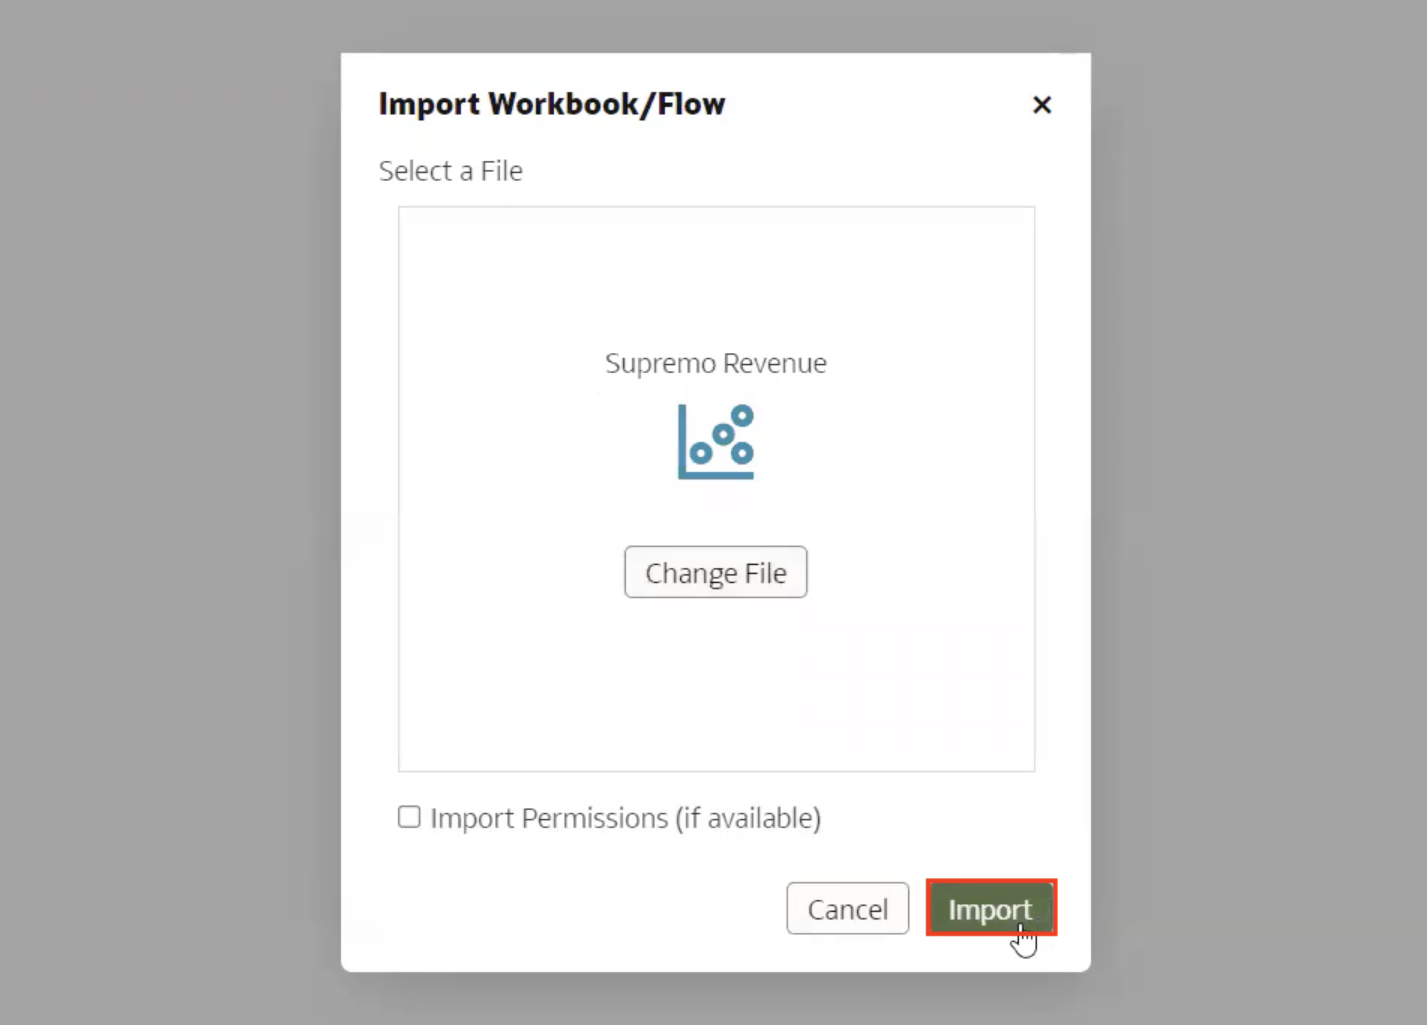 Import Workbook/Flow
Select a File
Supremo Revenue
Change File
Import Permissions (if available)
Cancel
Import